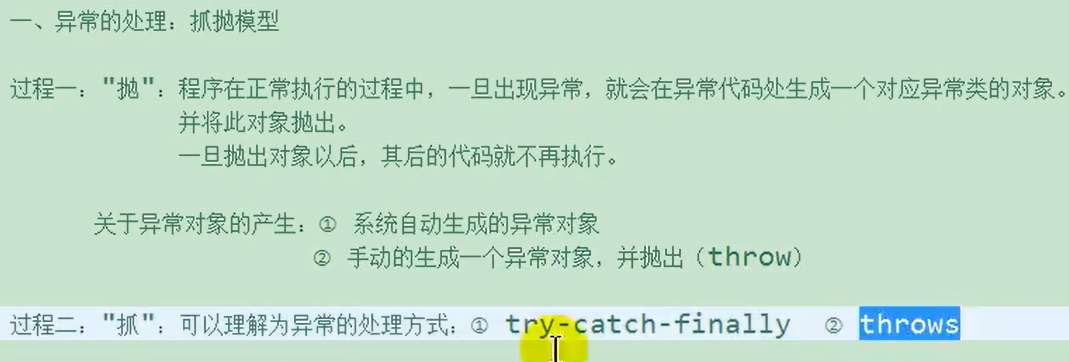 一、异常的处理：抓抛模型
过程一："抛"：程序在正常执行的过程中，一旦出现异常，就会在异常代码处生成一个对应异常类的对象。
并将此对象抛出。
一旦抛出对象以后，其后的代码就不再执行。
关于异常对象的产生：① 系统自动生成的异常对象
② 手动的生成一个异常对象，并抛出（throw）
过程二："抓"：可以理解为异常的处理方式：① try-catch-finally ② throws